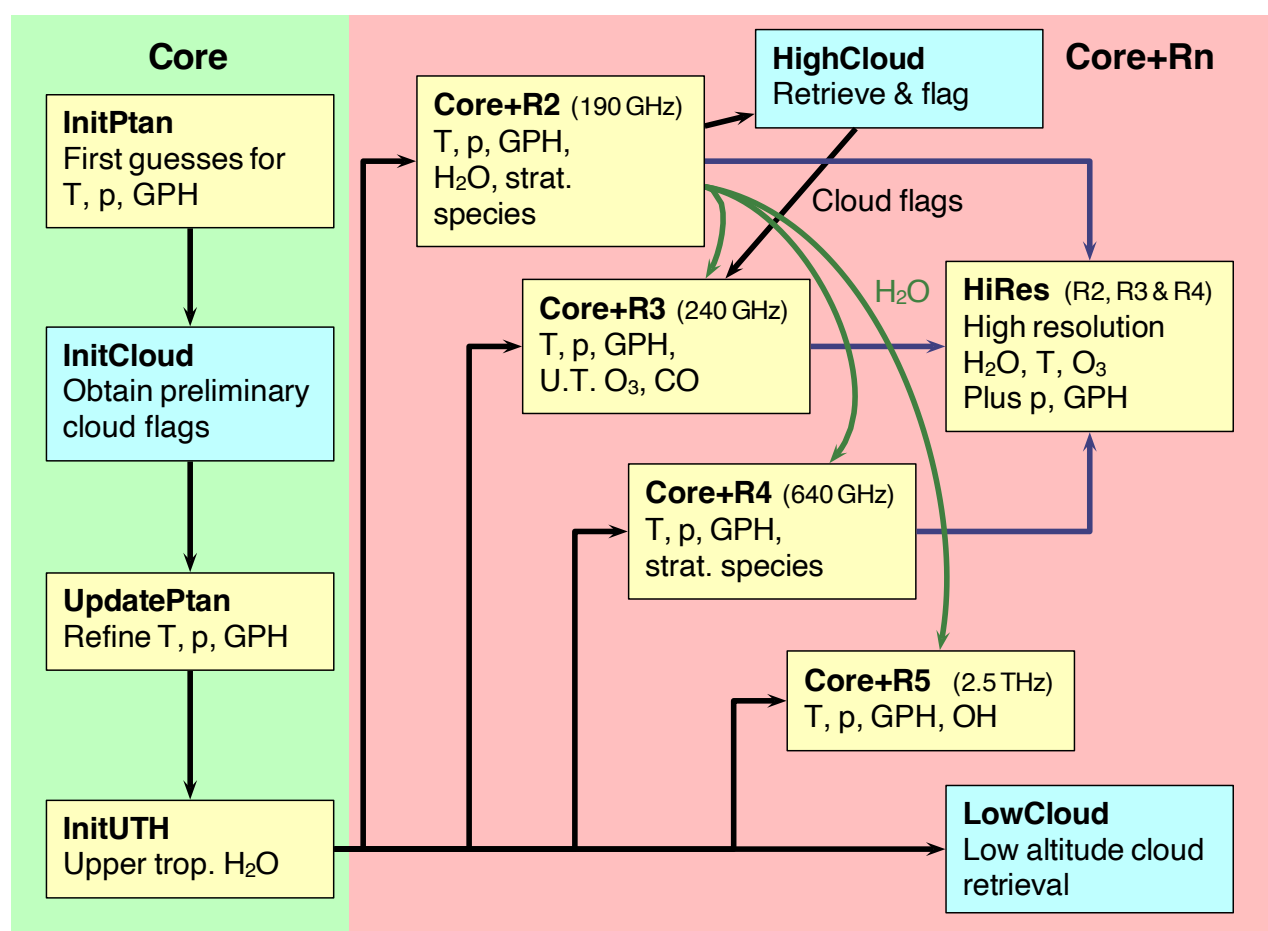 Core
InitPtan
First guesses for
T, p, GPH
InitCloud
Obtain preliminary
cloud flags
UpdatePtan
Refine T, p, GPH
InitUTH
Upper trop. H₂O
Core+Rn
HighCloud
Retrieve & flag
Core+R2 (190 GHz)
T, p, GPH,
H₂O, strat.
species
Cloud flags
H₂O
Core+R3 (240 GHz)
T, p, GPH,
U.T. O₃, CO
HiRes (R2, R3 & R4)
High resolution
H₂O, T, O₃
Plus p, GPH
Core+R4 (640 GHz)
T, p, GPH,
strat. species
Core+R5 (2.5 THz)
T, p, GPH, OH
LowCloud
Low altitude cloud
retrieval